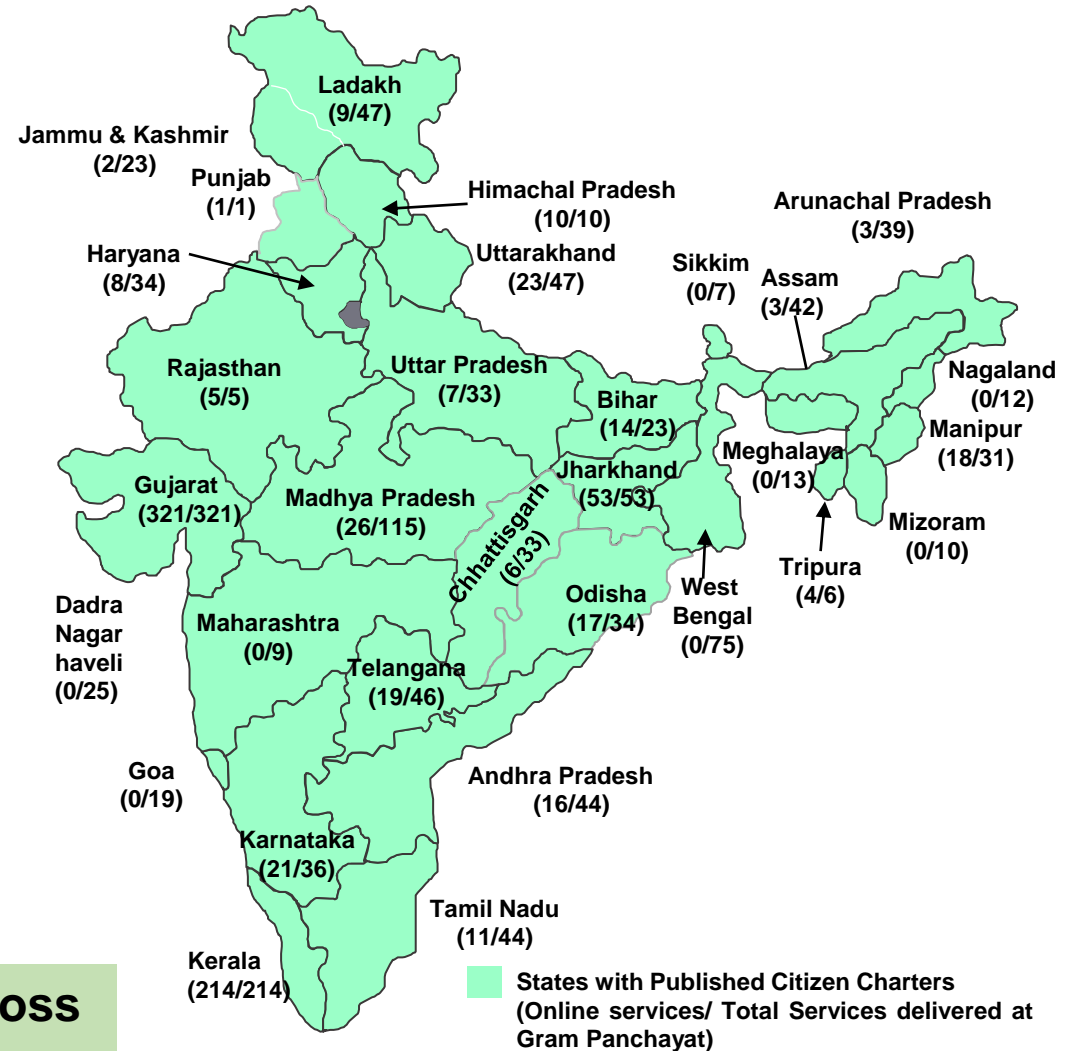 Ladakh
(9/47)
Jammu & Kashmir
(2/23)
Punjab
(1/1)
Himachal Pradesh
(10/10)
Arunachal Pradesh
(3/39)
Haryana
(8/34)
Uttarakhand
(23/47)
Sikkim
(0/7)
Assam
(3/42)
Rajasthan
(5/5)
Uttar Pradesh
(7/33)
Bihar
(14/23)
Nagaland
(0/12)
Manipur
(18/31)
Meghalaya
(0/13)
Jharkhand
(53/53)
Gujarat
(321/321)
Madhya Pradesh
(26/115)
Chhattisgarh
(6/33)
Mizoram
(0/10)
Tripura
(4/6)
West
Bengal
(0/75)
Odisha
(17/34)
Dadra
Nagar
haveli
(0/25)
Maharashtra
(0/9)
Telangana
(19/46)
Goa
(0/19)
Andhra Pradesh
(16/44)
Karnataka
(21/36)
Tamil Nadu
(11/44)
Kerala
(214/214)
oss
States with Published Citizen Charters
(Online services/ Total Services delivered at
Gram Panchayat)